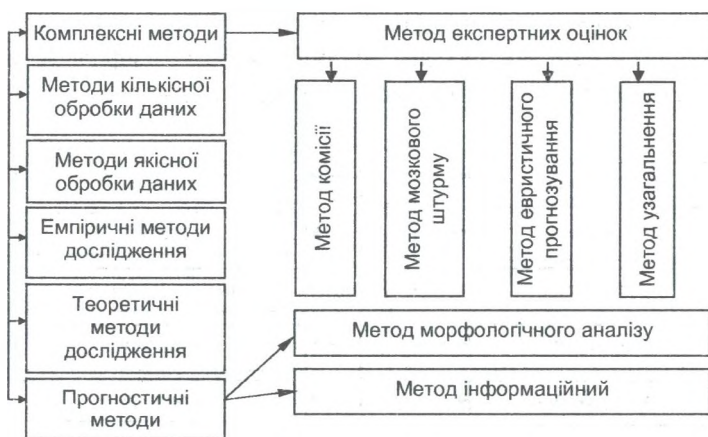 Комплексні методи
Метод експертних оцінок
Методи кількісної
обробки даних
Методи якісної
обробки даних
Емпіричні методи
дослідження
Теоретичні
методи
дослідження
Прогностичні
методи
Метод комісії
Метод мозкового
штурму
Метод евристичного
прогнозування
Метод узагальнення
Метод морфологічного аналізу
Метод інформаційний